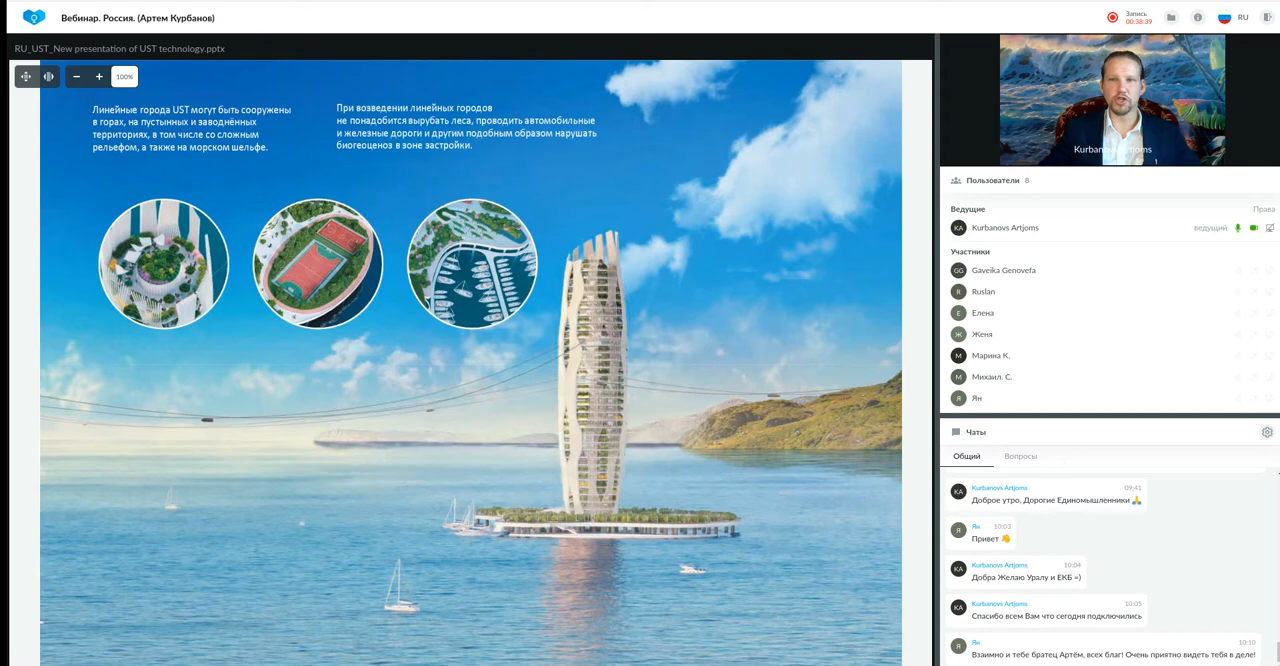 Вебинар. Россия. (Артем Курбанов)
Запись
00:38:39
RU
RU_UST_New presentation of UST technology.pptx
100%
Линейные города UST могут быть сооружены
в горах, на пустынных и заводнённых
территориях, в том числе со сложным
рельефом, а также на морском шельфе.
При возведении линейных городов
не понадобится вырубать леса, проводить автомобильные
и железные дороги и другим подобным образом нарушать
биогеоценоз в зоне застройки.
Пользователи 8
Ведущие Права
KA Kurbanovs Artjoms ведущий
Участники
GG Gaveika Genovefa
R Ruslan
Е Елена
Ж Женя
М Марина К.
М Михаил. С.
Я Ян
Чаты
Общий Вопросы
KA Kurbanovs Artjoms 09:41
Доброе утро, Дорогие Единомышленники 🙏
Я Ян 10:03
Привет 👋
KA Kurbanovs Artjoms 10:04
Добра Желаю Уралу и ЕКБ =)
KA Kurbanovs Artjoms 10:05
Спасибо всем Вам что сегодня подключились
Я Ян 10:10
Взаимно и тебе братец Артём, всех благ! Очень приятно видеть тебя в деле!